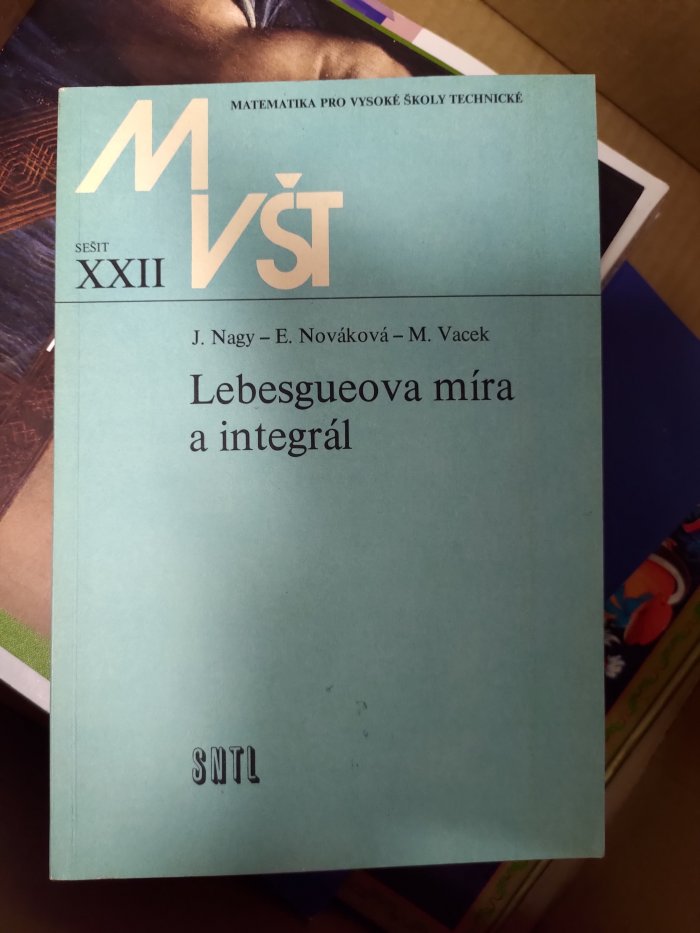 MATEMATIKA PRO VYSOKÉ ŠKOLY TECHNICKÉ
M
VŠT
SEŠIT
XXII
J. Nagy – E. Nováková – M. Vacek
Lebesgueova míra
a integrál
SNTL